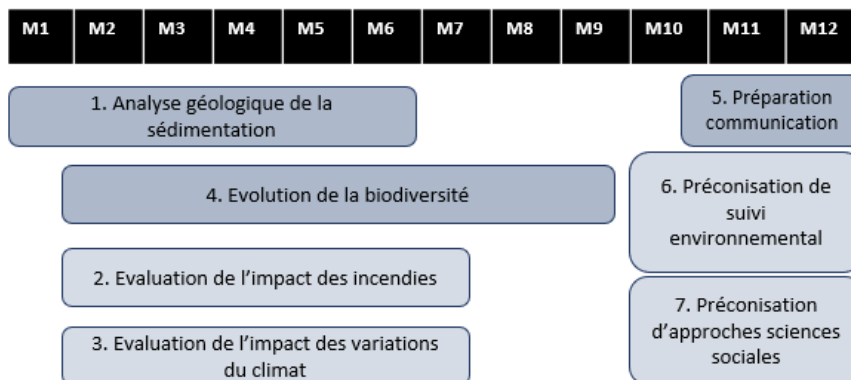 M1 M2 M3 M4 M5 M6 M7 M8 M9 M10 M11 M12
1. Analyse géologique de la
sédimentation
5. Préparation
communication
4. Evolution de la biodiversité
6. Préconisation de
suivi
environnemental
2. Evaluation de l’impact des incendies
7. Préconisation
d’approches sciences
sociales
3. Evaluation de l’impact des variations
du climat